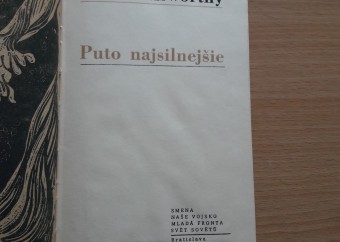 Puto najsilnejšie
SMENA
NAŠE VOJSKO
MLADÁ FRONTA
SVĚT SOVĚTŮ
Bratislava